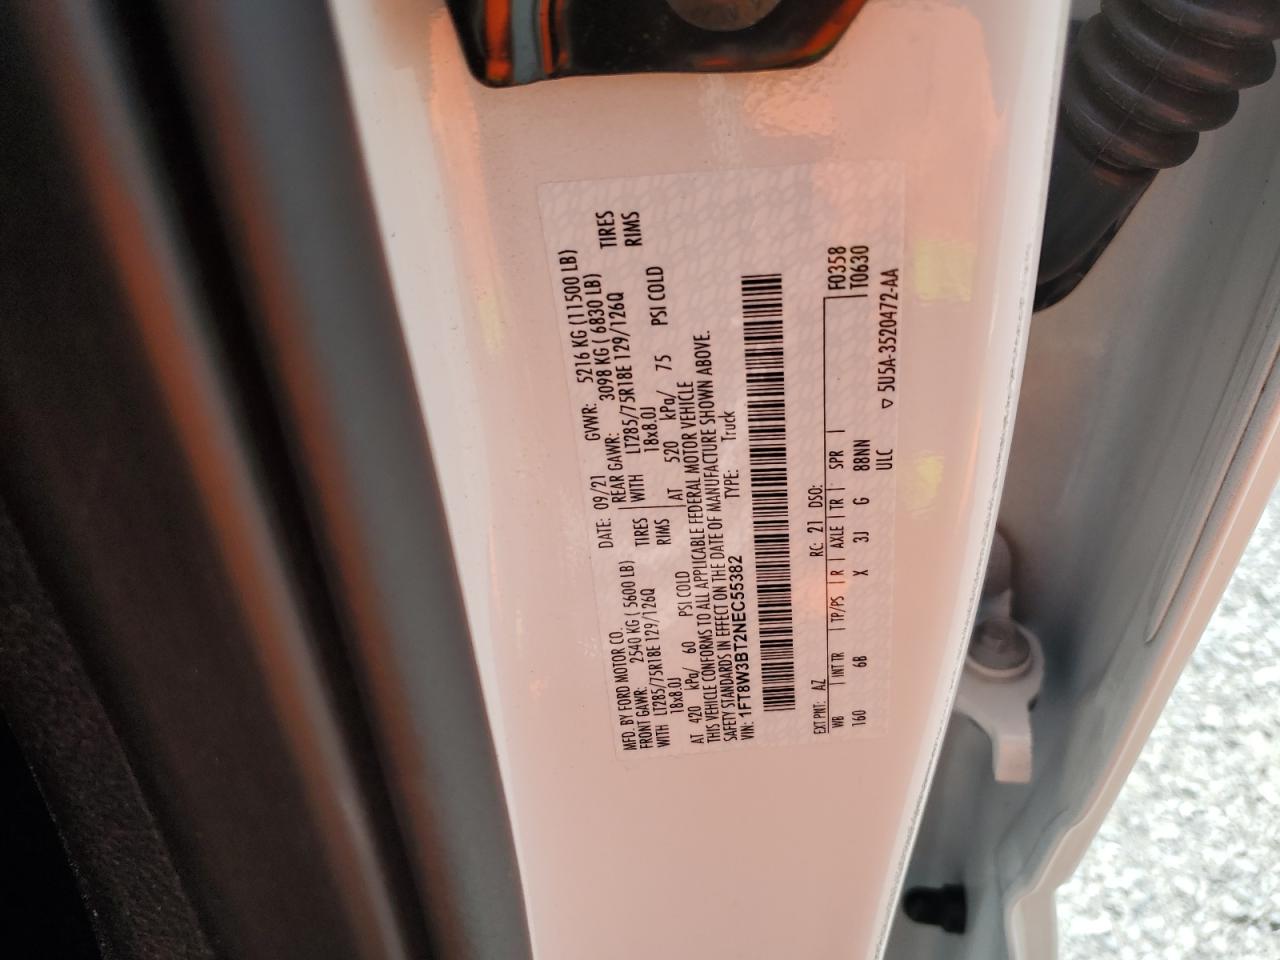 MFD. BY FORD MOTOR CO.
DATE: 09/21 GVWR: 5216 KG (11500 LB)
FRONT GAWR: 2540 KG ( 5600 LB)
REAR GAWR: 3098 KG ( 6830 LB)
WITH LT285/75R18E 129/126Q TIRES
WITH LT285/75R18E 129/126Q TIRES
18x8.0J RIMS
18x8.0J RIMS
AT 420 kPa/ 60 PSI COLD
AT 520 kPa/ 75 PSI COLD
THIS VEHICLE CONFORMS TO ALL APPLICABLE FEDERAL MOTOR VEHICLE
SAFETY STANDARDS IN EFFECT ON THE DATE OF MANUFACTURE SHOWN ABOVE.
VIN: 1FT8W3BT2NEC55382 TYPE: Truck
EXT PNT: AZ RC: 21 DSO: F0358
WB | INT TR | TP/PS | R | AXLE | TR | SPR | T0630
160 6B X 3J G 88NN
ULC ▽ 5U5A-3520472-AA